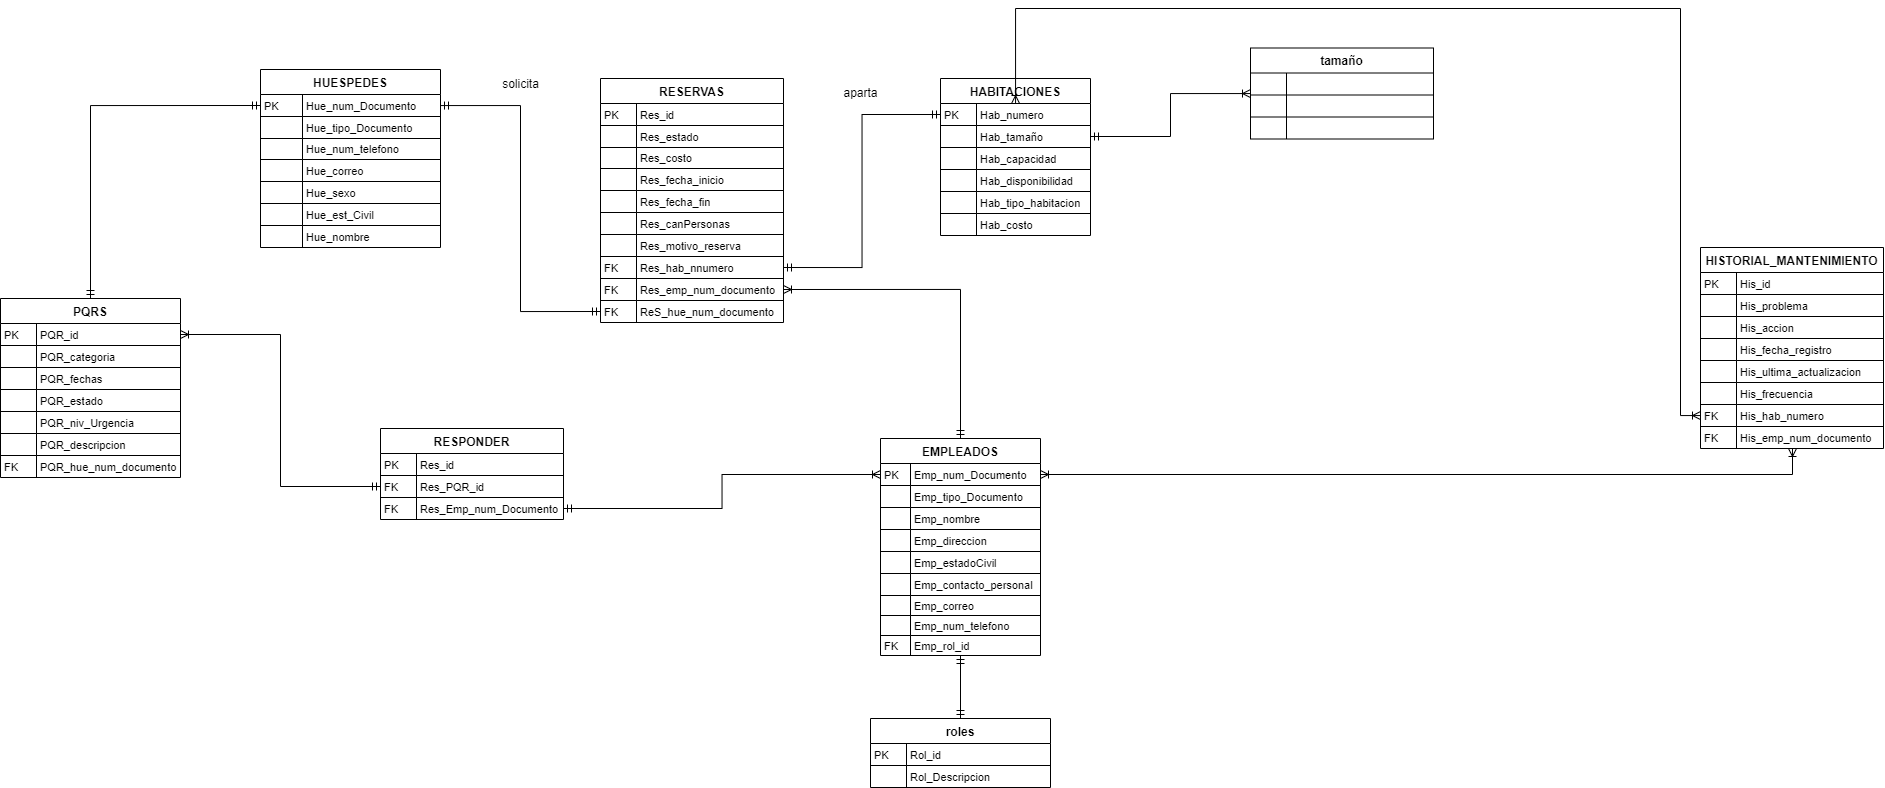 HUESPEDES
PK Hue_num_Documento
Hue_tipo_Documento
Hue_num_telefono
Hue_correo
Hue_sexo
Hue_est_Civil
Hue_nombre
solicita
RESERVAS
PK Res_id
Res_estado
Res_costo
Res_fecha_inicio
Res_fecha_fin
Res_canPersonas
Res_motivo_reserva
FK Res_hab_nnumero
FK Res_emp_num_documento
FK ReS_hue_num_documento
aparta
HABITACIONES
PK Hab_numero
Hab_tamaño
Hab_capacidad
Hab_disponibilidad
Hab_tipo_habitacion
Hab_costo
tamaño
HISTORIAL_MANTENIMIENTO
PK His_id
His_problema
His_accion
His_fecha_registro
His_ultima_actualizacion
His_frecuencia
FK His_hab_numero
FK His_emp_num_documento
PQRS
PK PQR_id
PQR_categoria
PQR_fechas
PQR_estado
PQR_niv_Urgencia
PQR_descripcion
FK PQR_hue_num_documento
RESPONDER
PK Res_id
FK Res_PQR_id
FK Res_Emp_num_Documento
EMPLEADOS
PK Emp_num_Documento
Emp_tipo_Documento
Emp_nombre
Emp_direccion
Emp_estadoCivil
Emp_contacto_personal
Emp_correo
Emp_num_telefono
FK Emp_rol_id
roles
PK Rol_id
Rol_Descripcion